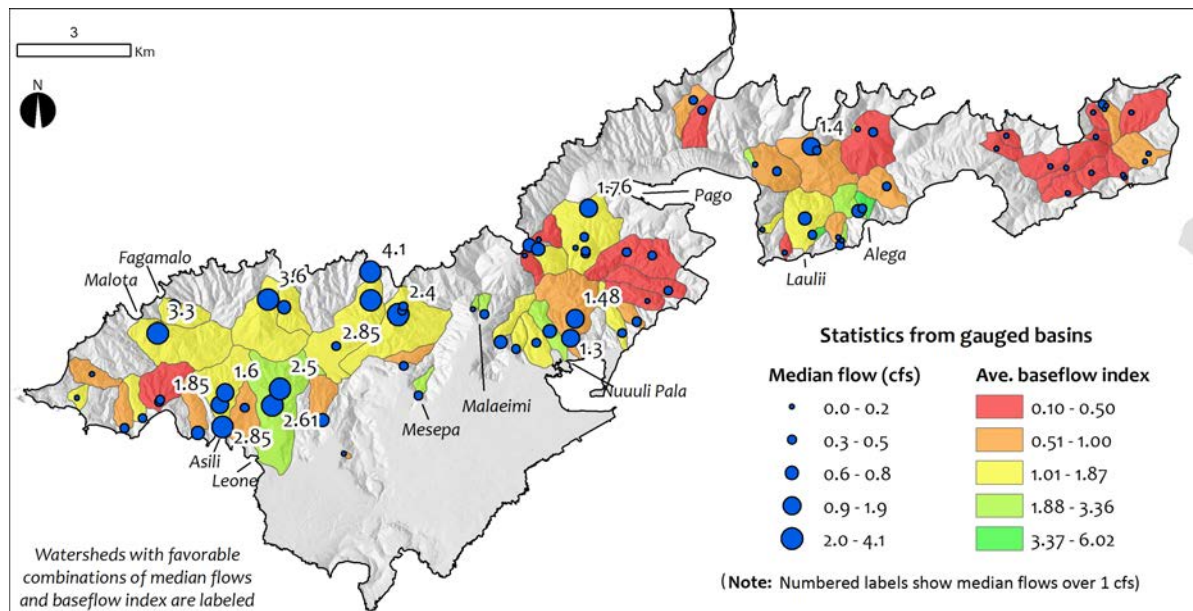 3
Km
N
1.4
1.76
Pago
Alega
Laulii
4.1
Fagamalo
Malota
3.6
2.4
3.3
2.85
1.48
1.3
Nuuuli Pala
Malaeimi
Mesepa
1.6
2.5
1.85
2.61
2.85
Asili
Leone
Watersheds with favorable
combinations of median flows
and baseflow index are labeled
Statistics from gauged basins
Median flow (cfs)
0.0 - 0.2
0.3 - 0.5
0.6 - 0.8
0.9 - 1.9
2.0 - 4.1
Ave. baseflow index
0.10 - 0.50
0.51 - 1.00
1.01 - 1.87
1.88 - 3.36
3.37 - 6.02
(Note: Numbered labels show median flows over 1 cfs)